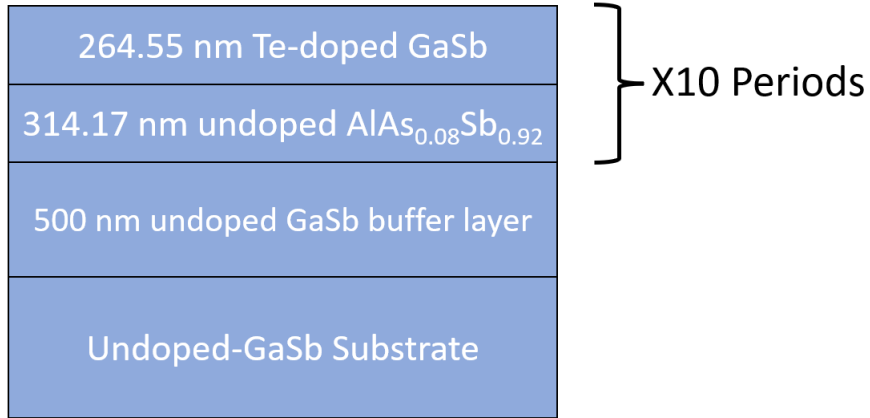 264.55 nm Te-doped GaSb
X10 Periods
314.17 nm undoped AlAs₀.₀₈Sb₀.₉₂
500 nm undoped GaSb buffer layer
Undoped-GaSb Substrate